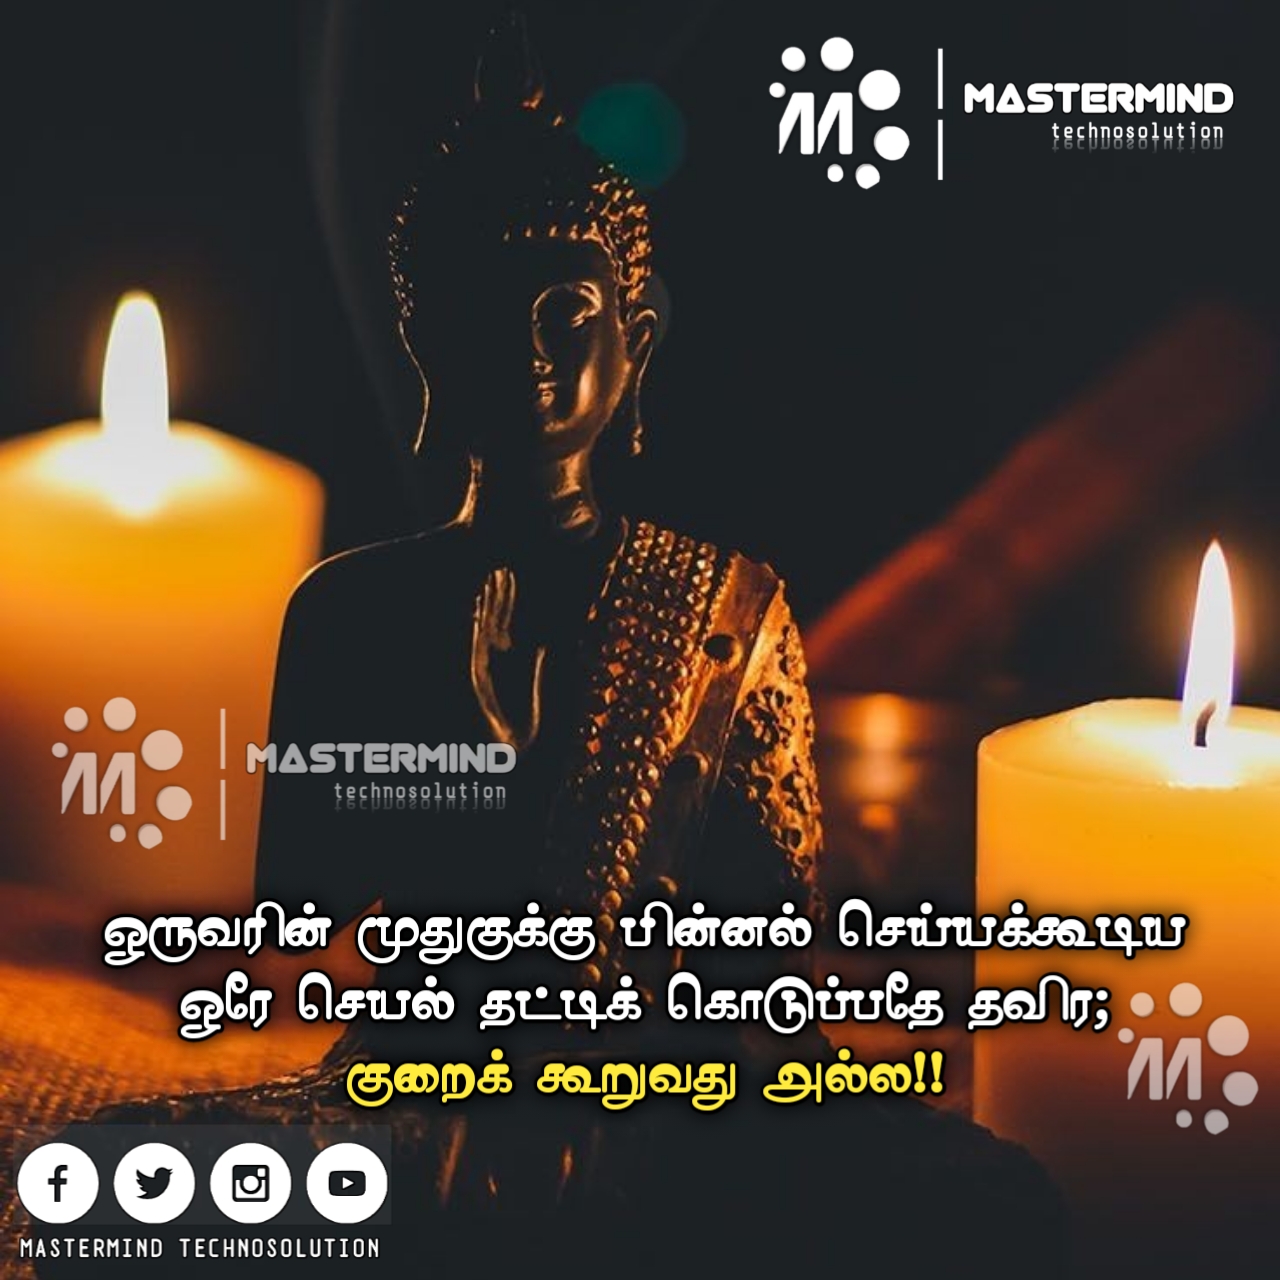 MASTERMIND
technosolution
MASTERMIND
technosolution
ஒருவரின் முதுகுக்கு பின்னல் செய்யக்கூடிய
ஒரே செயல் தட்டிக் கொடுப்பதே தவிர;
குறைக் கூறுவது அல்ல!!
MASTERMIND TECHNOSOLUTION